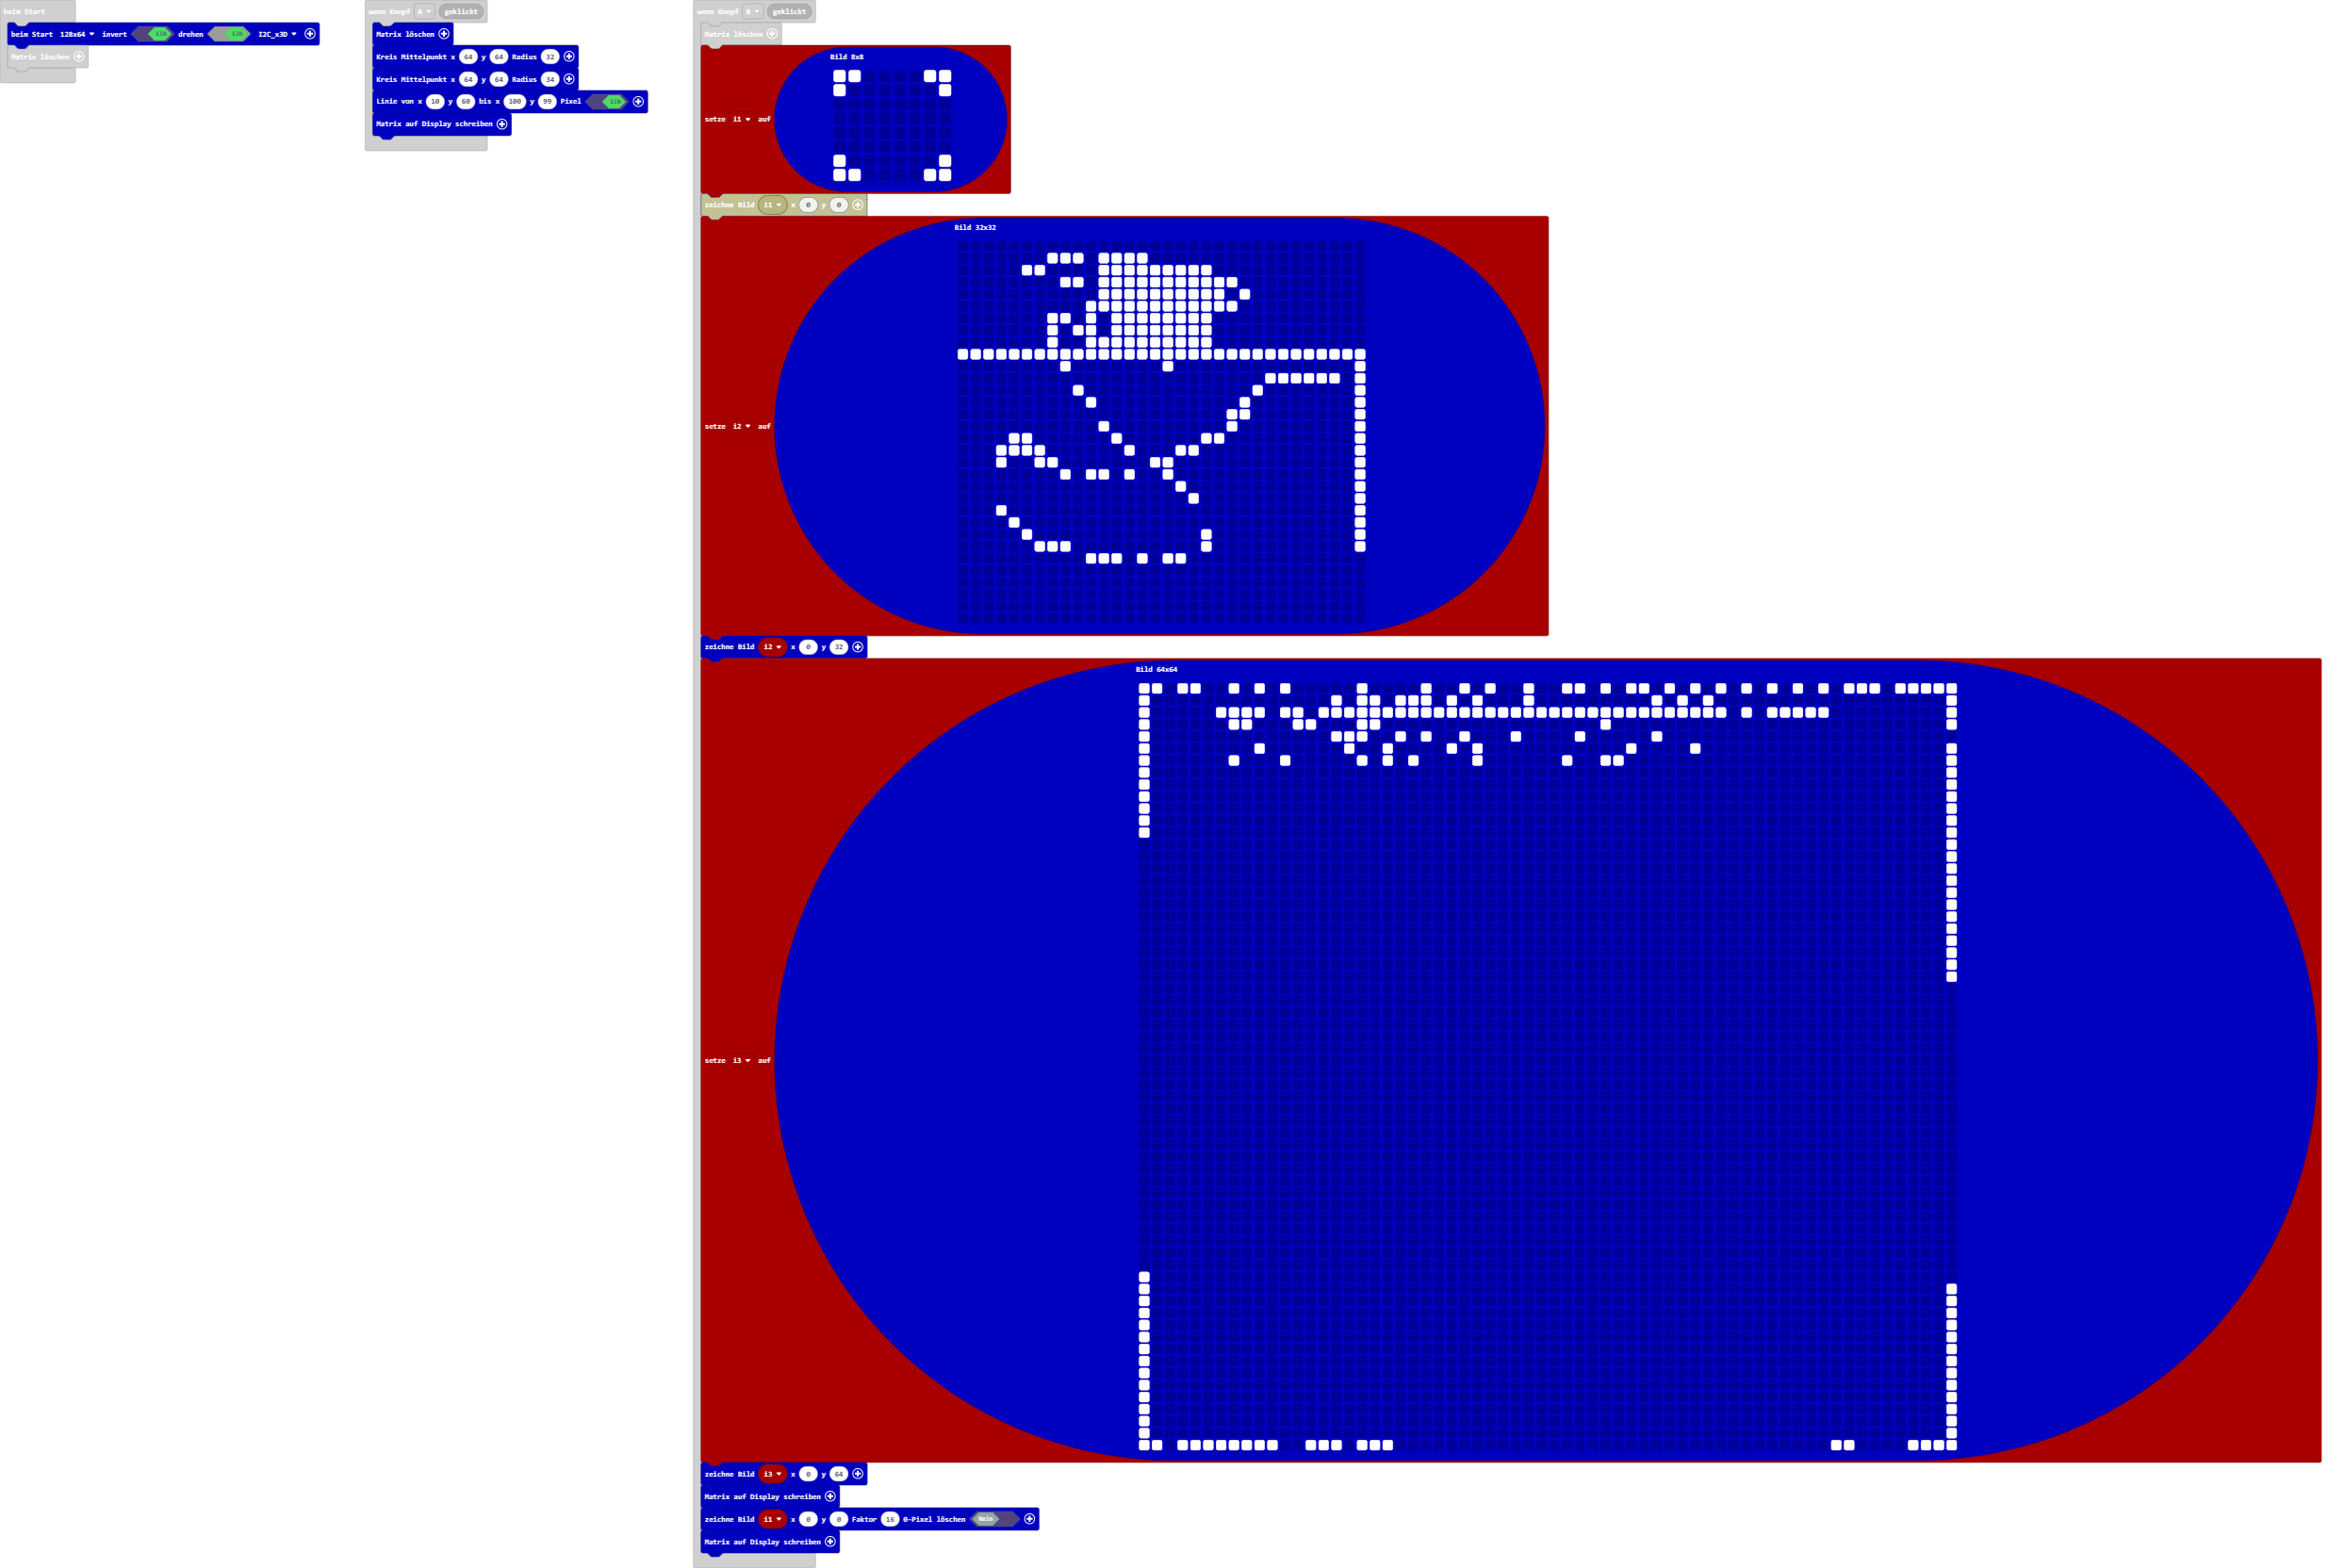 beim Start
beim Start 128x64 invert EIN drehen EIN I2C_x3D
Matrix löschen
wenn Knopf A geklickt
Matrix löschen
Kreis Mittelpunkt x 64 y 64 Radius 32
Kreis Mittelpunkt x 64 y 64 Radius 34
Linie von x 10 y 60 bis x 100 y 99 Pixel EIN
Matrix auf Display schreiben
wenn Knopf B geklickt
Matrix löschen
Bild 8x8
setze i1 auf
zeichne Bild i1 x 0 y 0
Bild 32x32
setze i2 auf
zeichne Bild i2 x 0 y 32
Bild 64x64
setze i3 auf
zeichne Bild i3 x 0 y 64
Matrix auf Display schreiben
zeichne Bild i1 x 0 y 0 Faktor 16 0-Pixel löschen Nein
Matrix auf Display schreiben